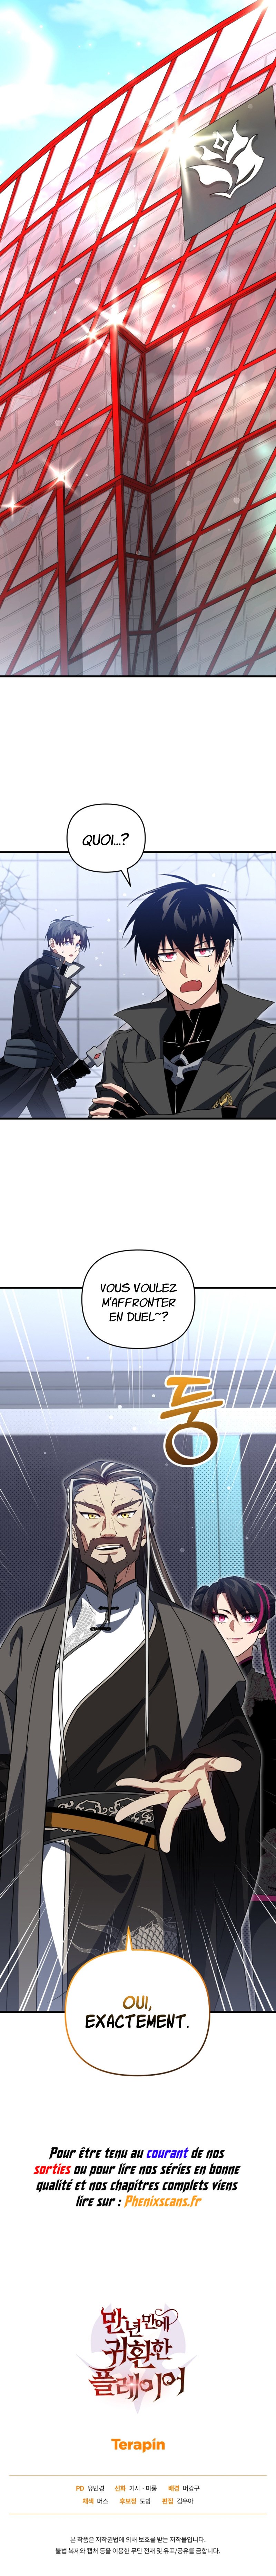 QUOI...?
VOUS VOULEZ
M'AFFRONTER
EN DUEL~?
둥
OUI,
EXACTEMENT.
Pour être tenu au courant de nos
sorties ou pour lire nos séries en bonne
qualité et nos chapitres complets viens
lire sur : Phenixscans.fr
만년만에
귀환한
플레이어
Terapin
PD 유민경 선화 거사 · 마롱 배경 머강구
채색 머스 후보정 도방 편집 김우아
본 작품은 저작권법에 의해 보호를 받는 저작물입니다.
불법 복제와 캡처 등을 이용한 무단 전재 및 유포/공유를 금합니다.